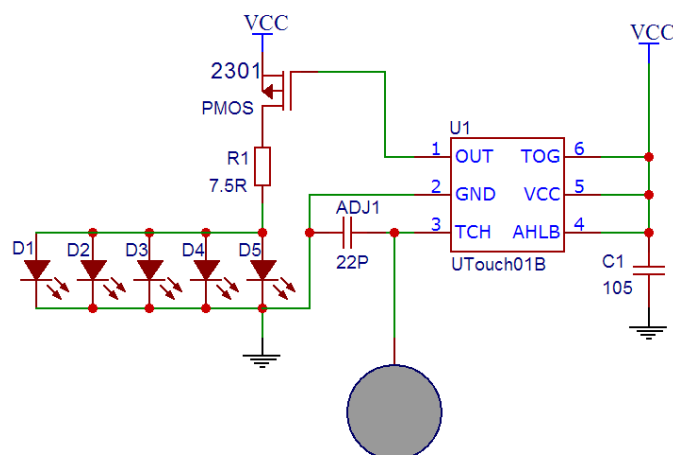 VCC
2301
PMOS
R1
7.5R
D1
D2
D3
D4
D5
ADJ1
22P
U1
1 OUT TOG 6
2 GND VCC 5
3 TCH AHLB 4
UTouch01B
VCC
C1
105